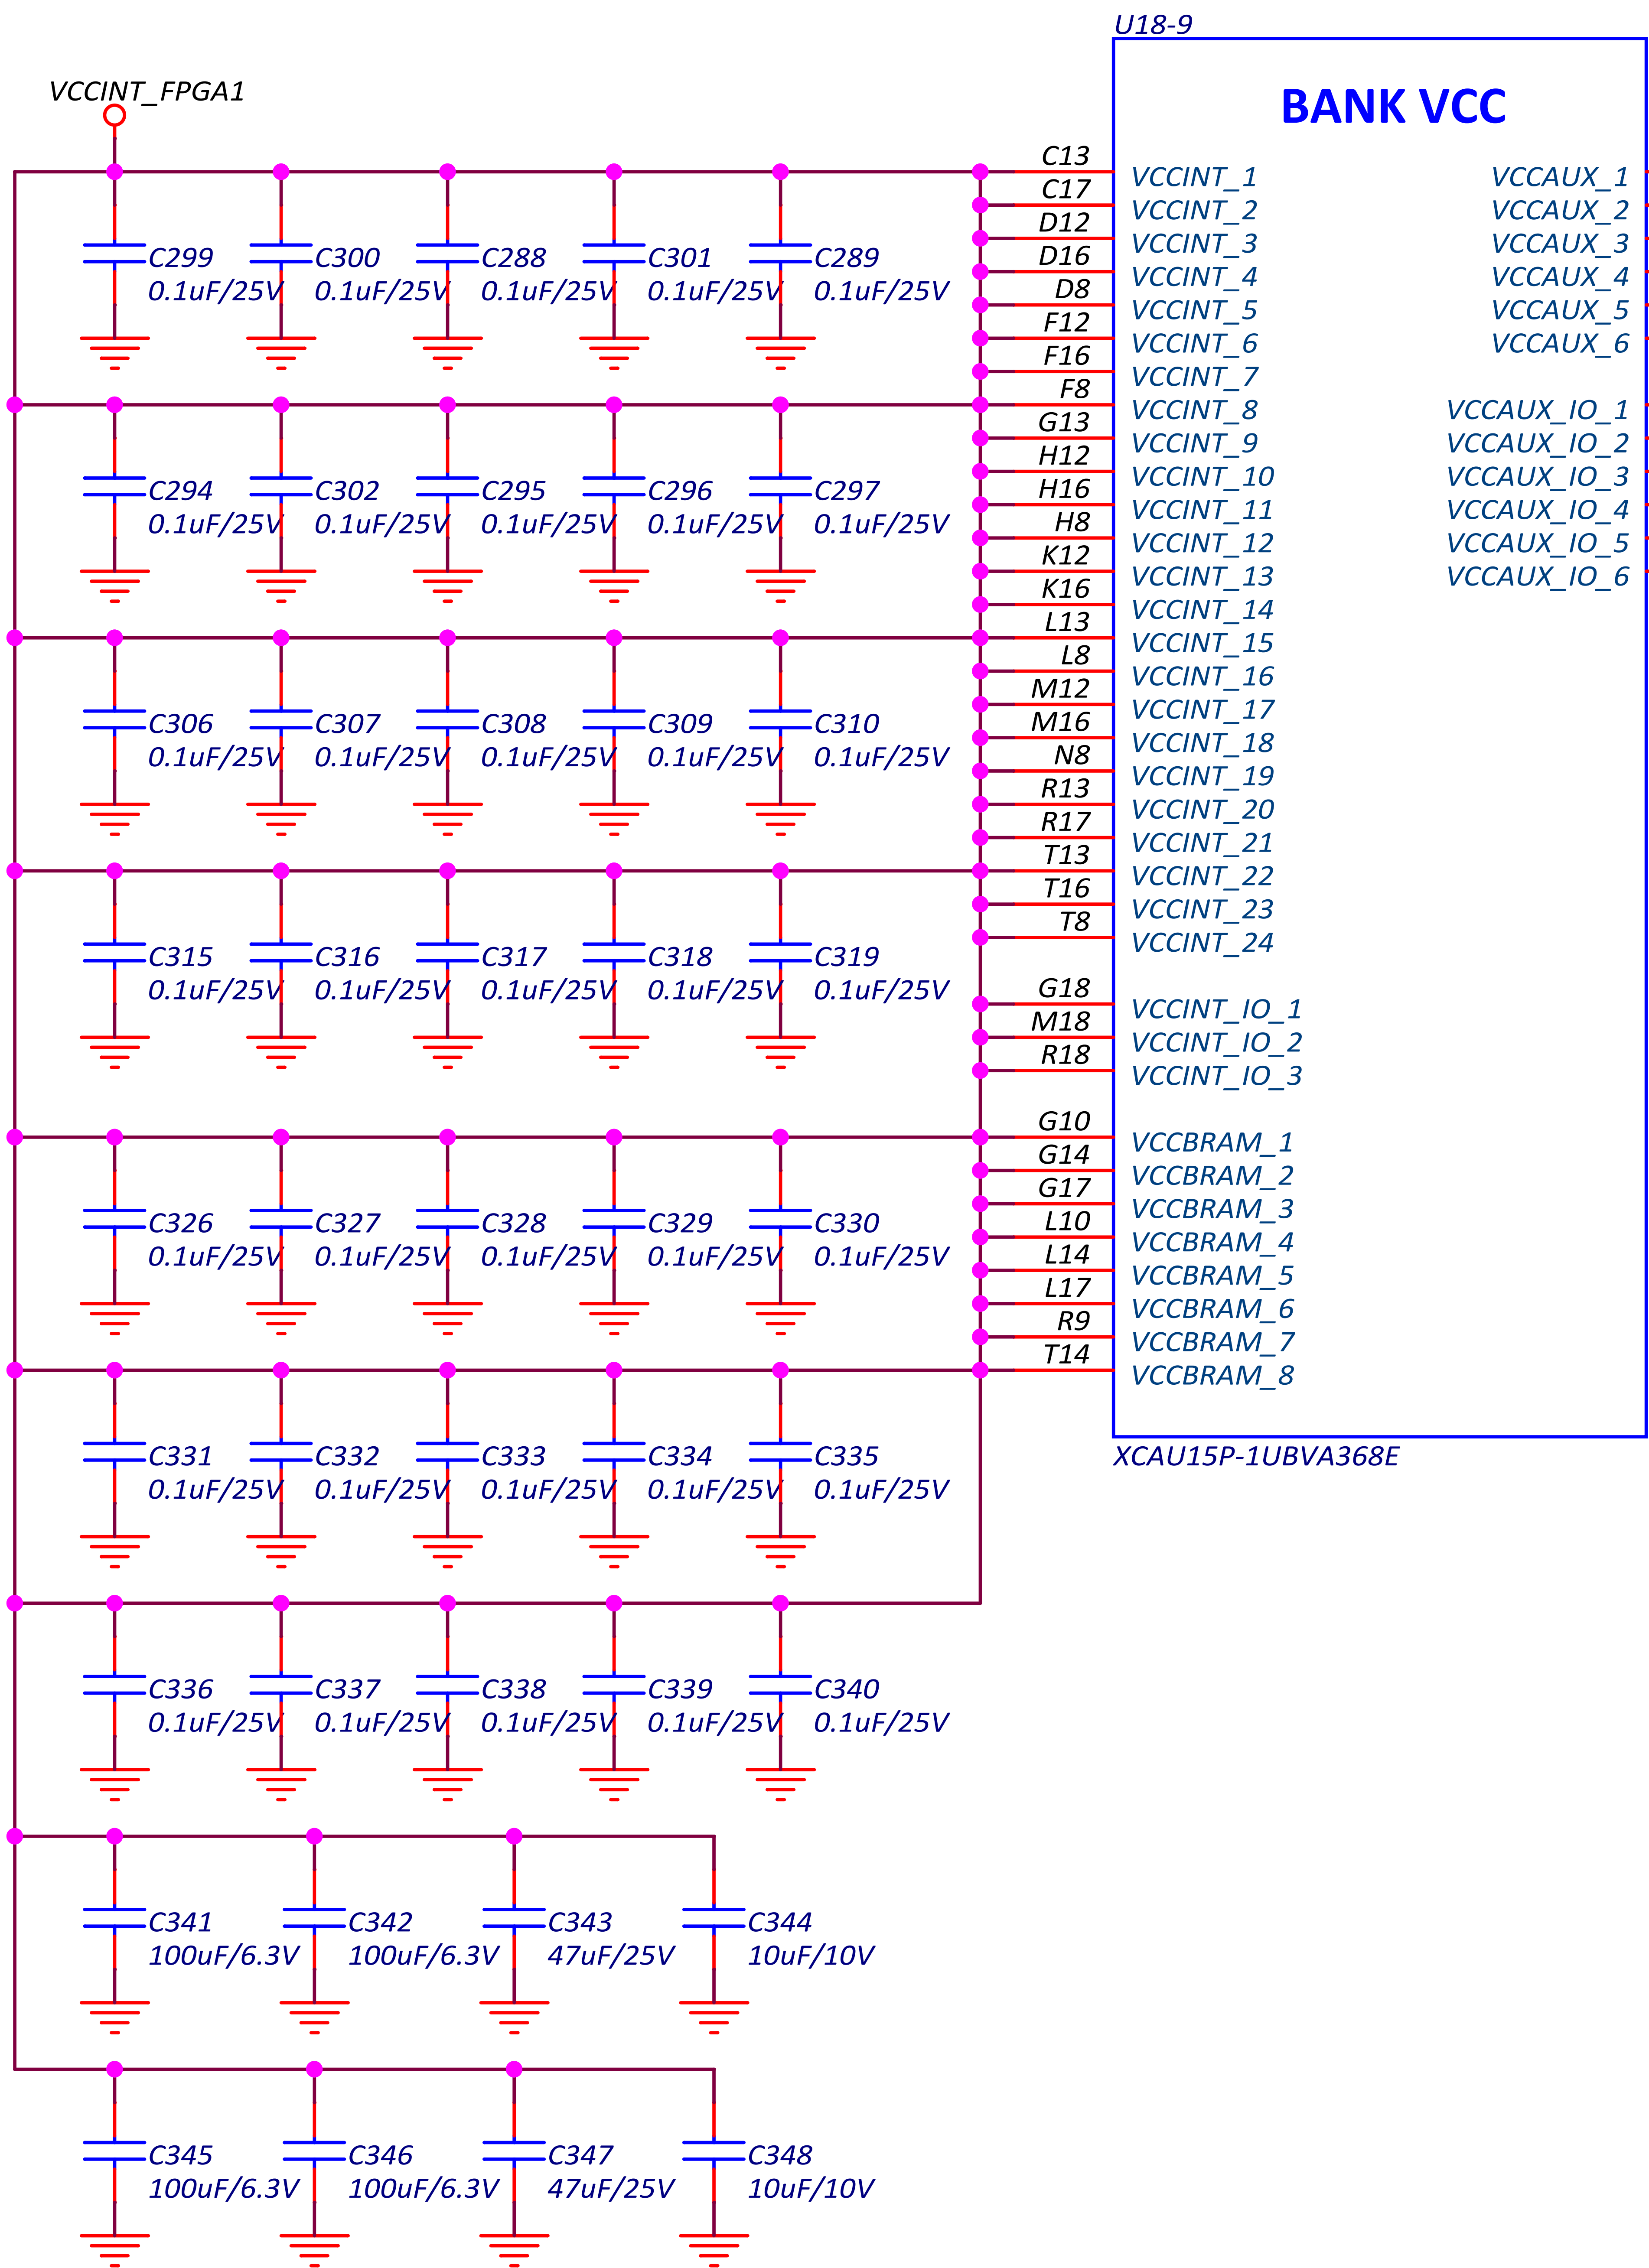 U18-9
VCCINT_FPGA1
BANK VCC
C13 VCCINT_1 VCCAUX_1
C17 VCCINT_2 VCCAUX_2
D12 VCCINT_3 VCCAUX_3
D16 VCCINT_4 VCCAUX_4
D8 VCCINT_5 VCCAUX_5
F12 VCCINT_6 VCCAUX_6
F16 VCCINT_7
F8 VCCINT_8 VCCAUX_IO_1
G13 VCCINT_9 VCCAUX_IO_2
H12 VCCINT_10 VCCAUX_IO_3
H16 VCCINT_11 VCCAUX_IO_4
H8 VCCINT_12 VCCAUX_IO_5
K12 VCCINT_13 VCCAUX_IO_6
K16 VCCINT_14
L13 VCCINT_15
L8 VCCINT_16
M12 VCCINT_17
M16 VCCINT_18
N8 VCCINT_19
R13 VCCINT_20
R17 VCCINT_21
T13 VCCINT_22
T16 VCCINT_23
T8 VCCINT_24
G18 VCCINT_IO_1
M18 VCCINT_IO_2
R18 VCCINT_IO_3
G10 VCCBRAM_1
G14 VCCBRAM_2
G17 VCCBRAM_3
L10 VCCBRAM_4
L14 VCCBRAM_5
L17 VCCBRAM_6
R9 VCCBRAM_7
T14 VCCBRAM_8
XCAU15P-1UBVA368E
C299 C300 C288 C301 C289
0.1uF/25V 0.1uF/25V 0.1uF/25V 0.1uF/25V 0.1uF/25V
C294 C302 C295 C296 C297
0.1uF/25V 0.1uF/25V 0.1uF/25V 0.1uF/25V 0.1uF/25V
C306 C307 C308 C309 C310
0.1uF/25V 0.1uF/25V 0.1uF/25V 0.1uF/25V 0.1uF/25V
C315 C316 C317 C318 C319
0.1uF/25V 0.1uF/25V 0.1uF/25V 0.1uF/25V 0.1uF/25V
C326 C327 C328 C329 C330
0.1uF/25V 0.1uF/25V 0.1uF/25V 0.1uF/25V 0.1uF/25V
C331 C332 C333 C334 C335
0.1uF/25V 0.1uF/25V 0.1uF/25V 0.1uF/25V 0.1uF/25V
C336 C337 C338 C339 C340
0.1uF/25V 0.1uF/25V 0.1uF/25V 0.1uF/25V 0.1uF/25V
C341 C342 C343 C344
100uF/6.3V 100uF/6.3V 47uF/25V 10uF/10V
C345 C346 C347 C348
100uF/6.3V 100uF/6.3V 47uF/25V 10uF/10V